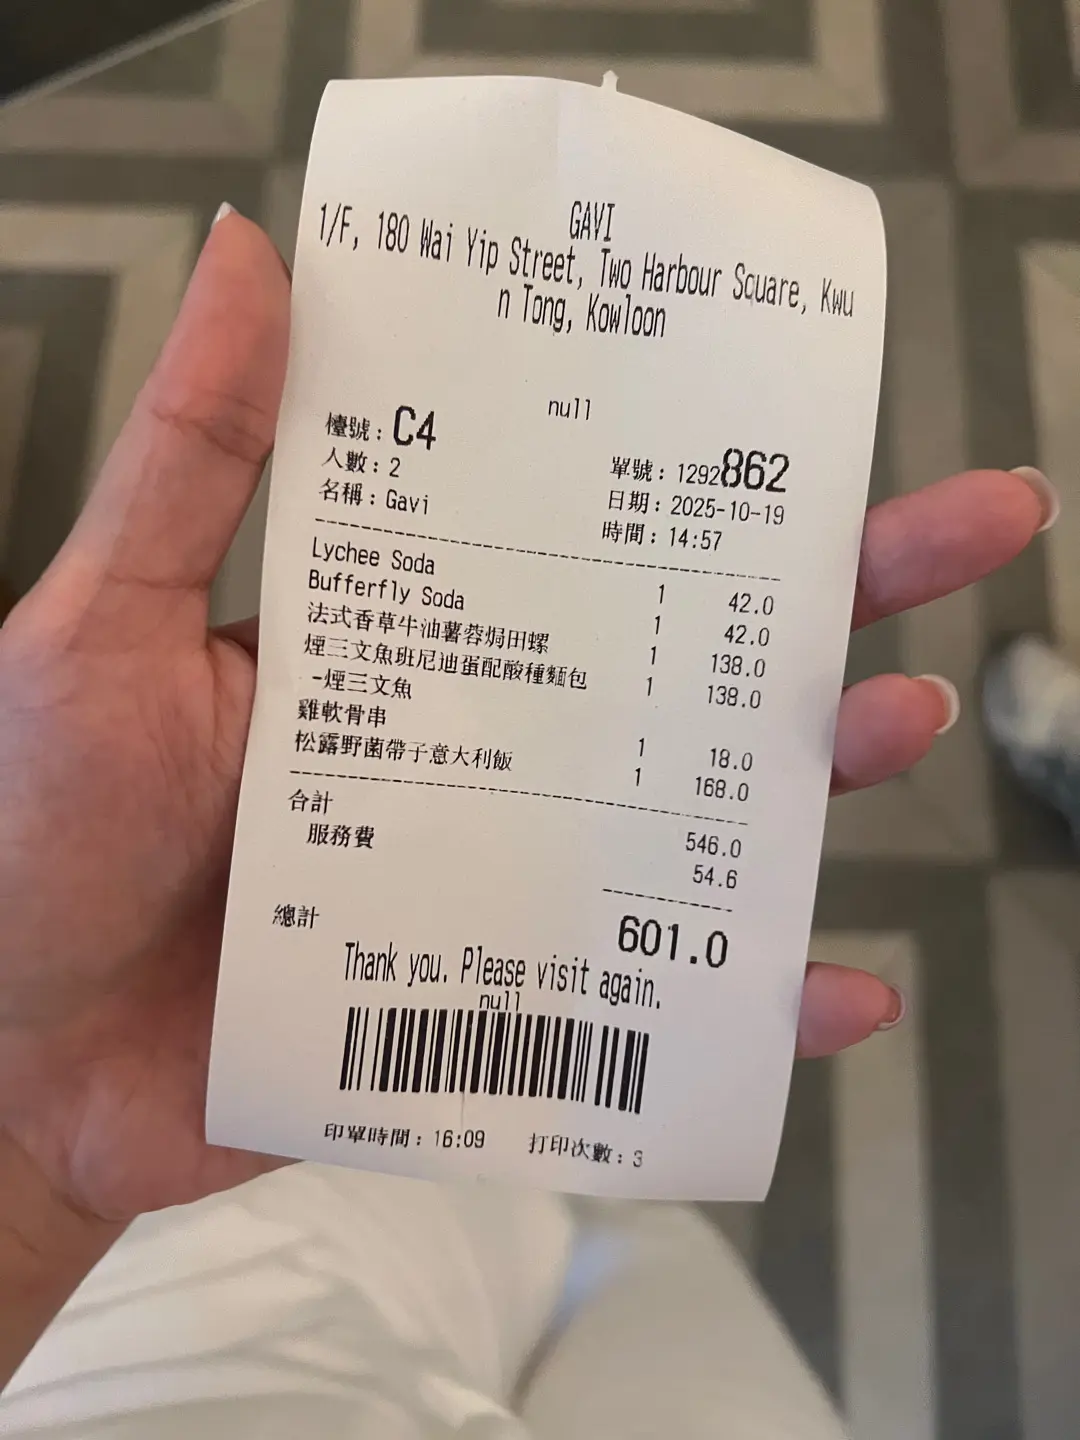 GAVI
1/F, 180 Wai Yip Street, Two Harbour Square, Kwu
n Tong, Kowloon
null
檯號：C4
人數：2
單號：1292862
名稱：Gavi
日期：2025-10-19
時間：14:57
Lychee Soda 1 42.0
Bufferfly Soda 1 42.0
法式香草牛油薯蓉焗田螺 1 138.0
煙三文魚班尼迪蛋配酸種麵包 1 138.0
-煙三文魚
雞軟骨串 1 18.0
松露野菌帶子意大利飯 1 168.0
合計 546.0
服務費 54.6
總計 601.0
Thank you. Please visit again.
null
印單時間：16:09 打印次數：3